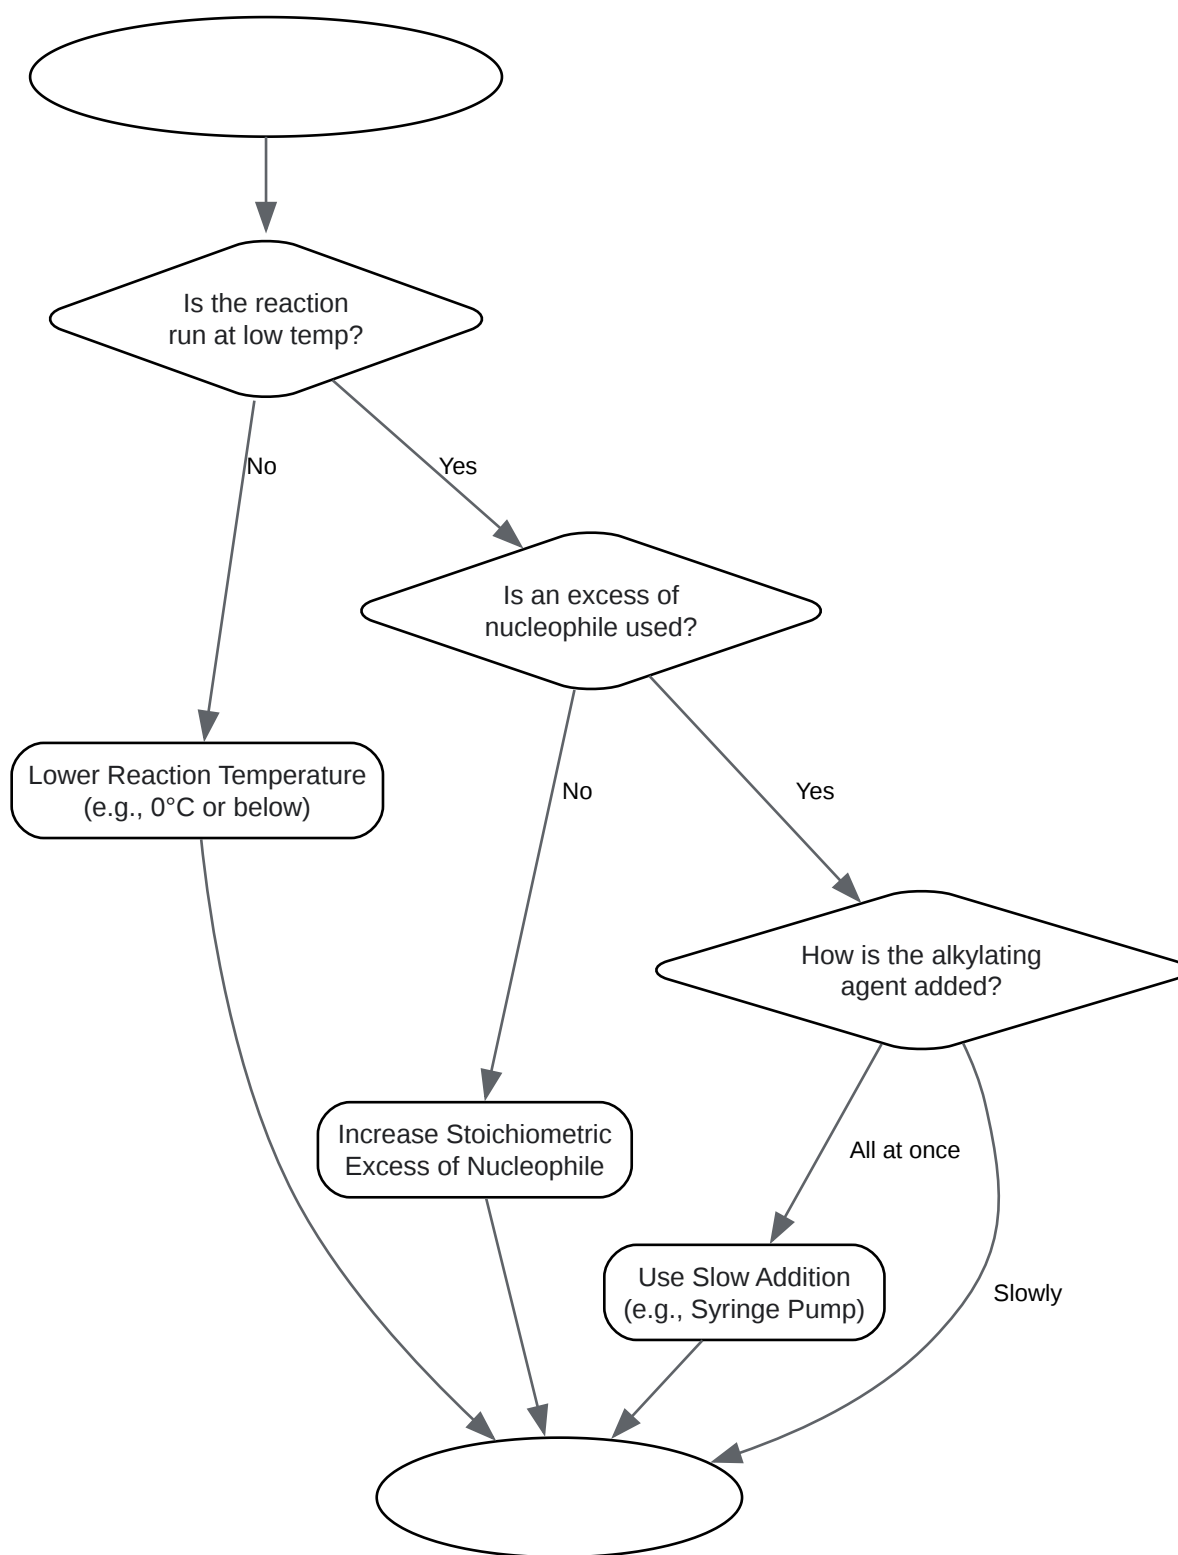 Is the reaction
run at low temp?
No
Yes
Is an excess of
nucleophile used?
Lower Reaction Temperature
(e.g., 0°C or below)
No
Yes
How is the alkylating
agent added?
Increase Stoichiometric
Excess of Nucleophile
All at once
Use Slow Addition
(e.g., Syringe Pump)
Slowly